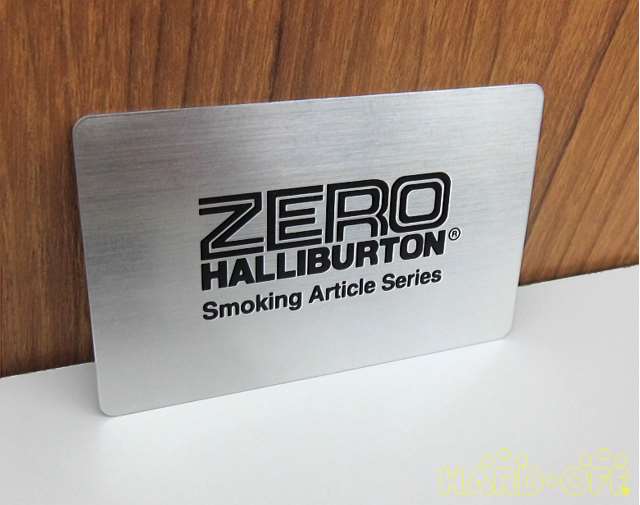 ZERO
HALLIBURTON®
Smoking Article Series
HARD-OFF